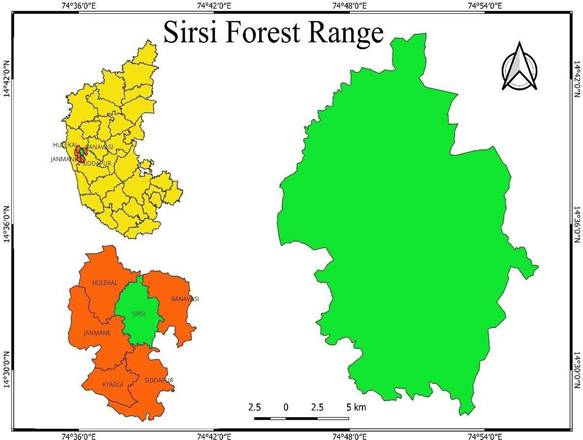 74°36'0"E 74°42'0"E 74°48'0"E 74°54'0"E
Sirsi Forest Range
14°42'0"N 14°42'0"N
HULEKAL BANAVASI
JANMANE SIDDAPUR
14°36'0"N 14°36'0"N
HULEKAL
BANAVASI
SIRSI
JANMANE
14°30'0"N 14°30'0"N
SIDDAPUR
KYADGI
2.5 0 2.5 5 km
74°36'0"E 74°42'0"E 74°48'0"E 74°54'0"E